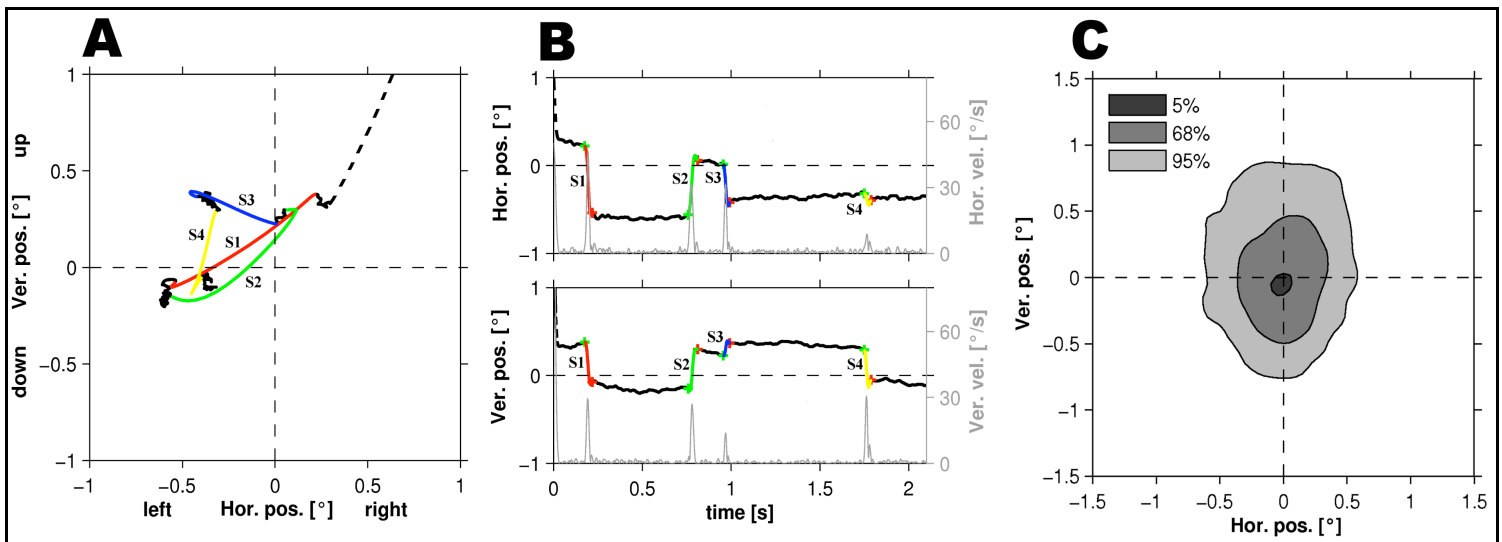 A
1
0.5
0
−0.5
−1
−1
−0.5
0
0.5
1
up
Ver. pos. [°]
down
left
Hor. pos. [°]
right
S3
S4
S1
S2
B
1
0
−1
Hor. pos. [°]
60
30
0
Hor. vel. [°/s]
S1
S2
S3
S4
1
0
−1
Ver. pos. [°]
60
30
0
Ver. vel. [°/s]
S1
S2
S3
S4
0
0.5
1
1.5
2
time [s]
C
1.5
1
0.5
0
−0.5
−1
−1.5
Ver. pos. [°]
5%
68%
95%
−1.5
−1
−0.5
0
0.5
1
1.5
Hor. pos. [°]